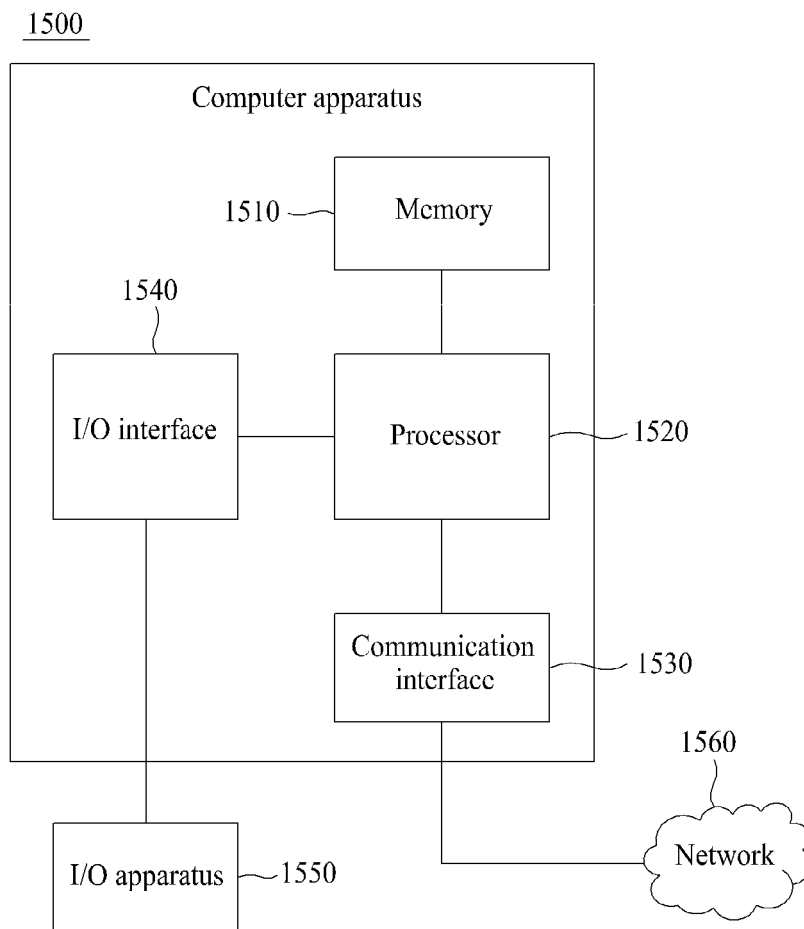 1500
Computer apparatus
1510
Memory
1540
I/O interface
Processor
1520
Communication
interface
1530
1560
I/O apparatus
1550
Network